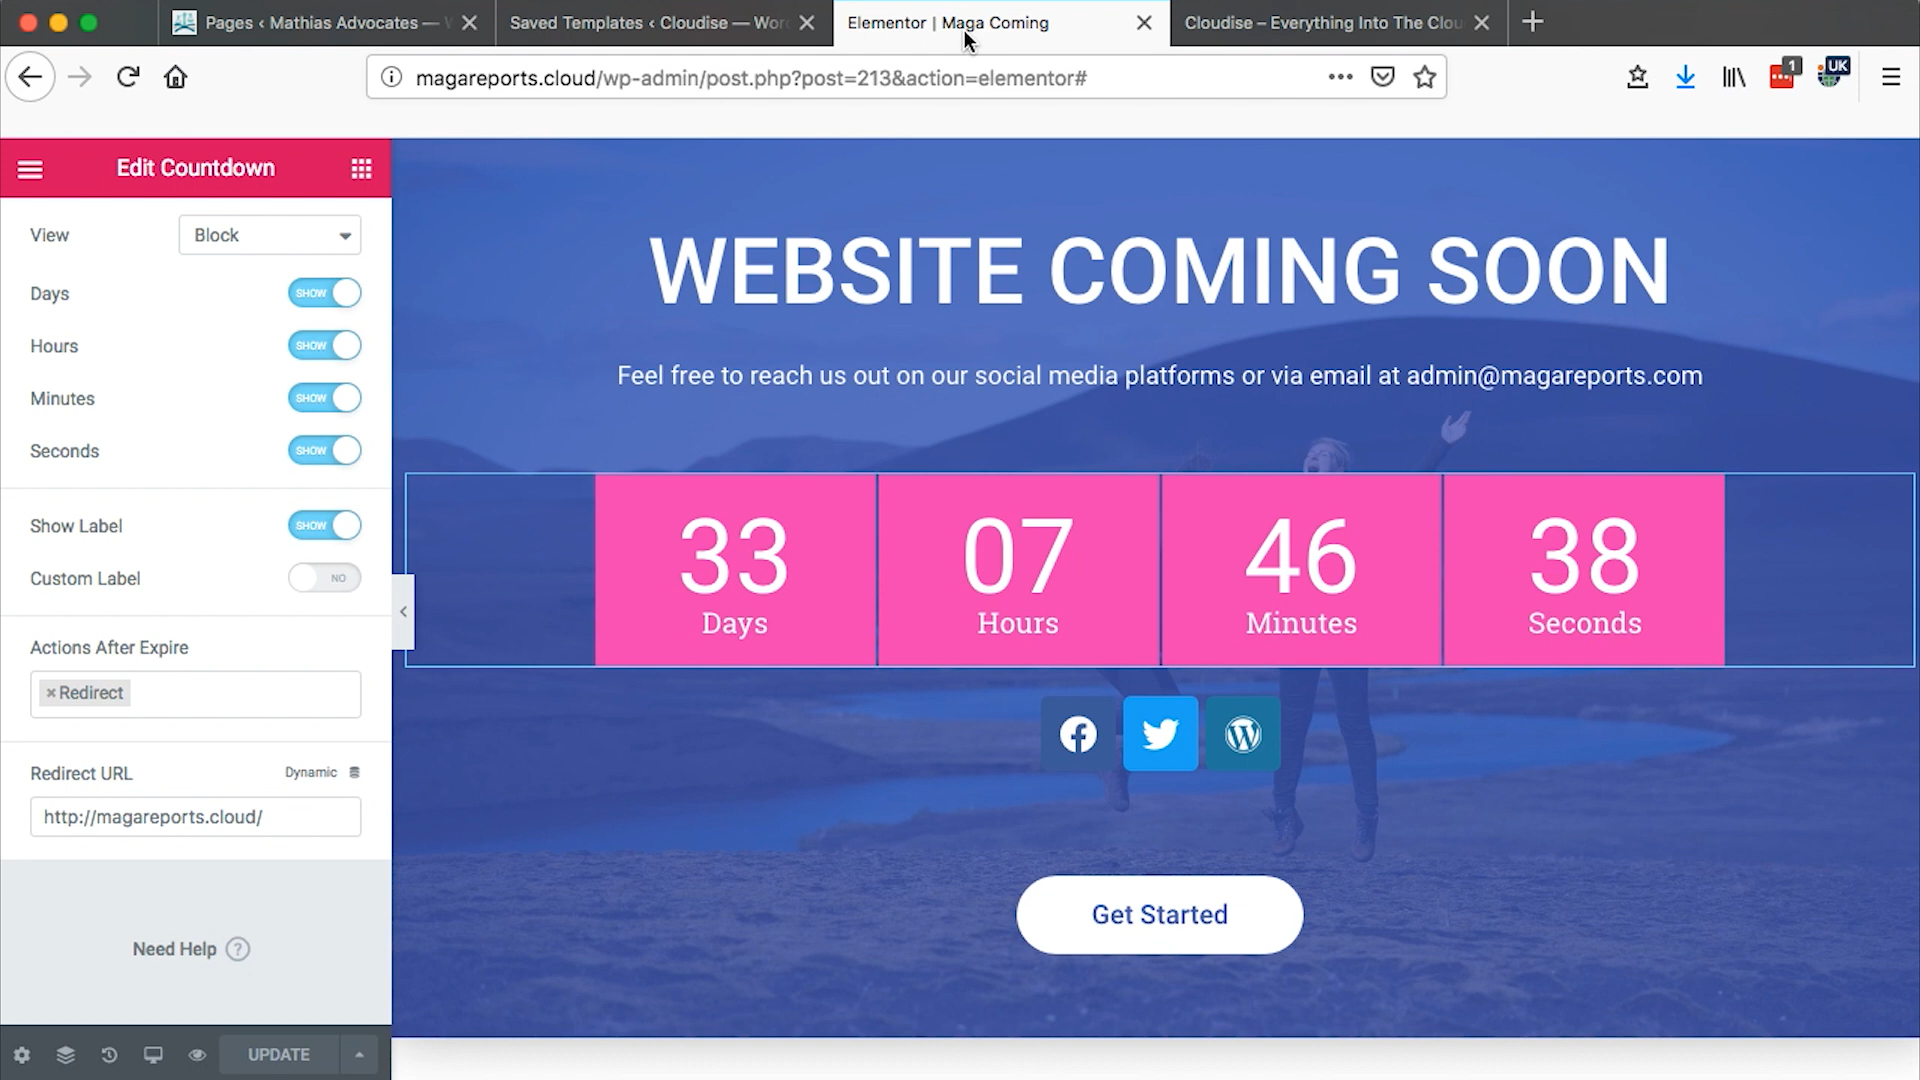 Pages ‹ Mathias Advocates —
Saved Templates ‹ Cloudise — Wor
Elementor | Maga Coming
Cloudise – Everything Into The Clou
magareports.cloud/wp-admin/post.php?post=213&action=elementor#
1
UK
Edit Countdown
View
Block
Days
SHOW
Hours
SHOW
Minutes
SHOW
Seconds
SHOW
Show Label
SHOW
Custom Label
NO
Actions After Expire
×Redirect
Redirect URL
Dynamic
http://magareports.cloud/
Need Help ?
UPDATE
WEBSITE COMING SOON
Feel free to reach us out on our social media platforms or via email at admin@magareports.com
33 07 46 38
Days Hours Minutes Seconds
Get Started